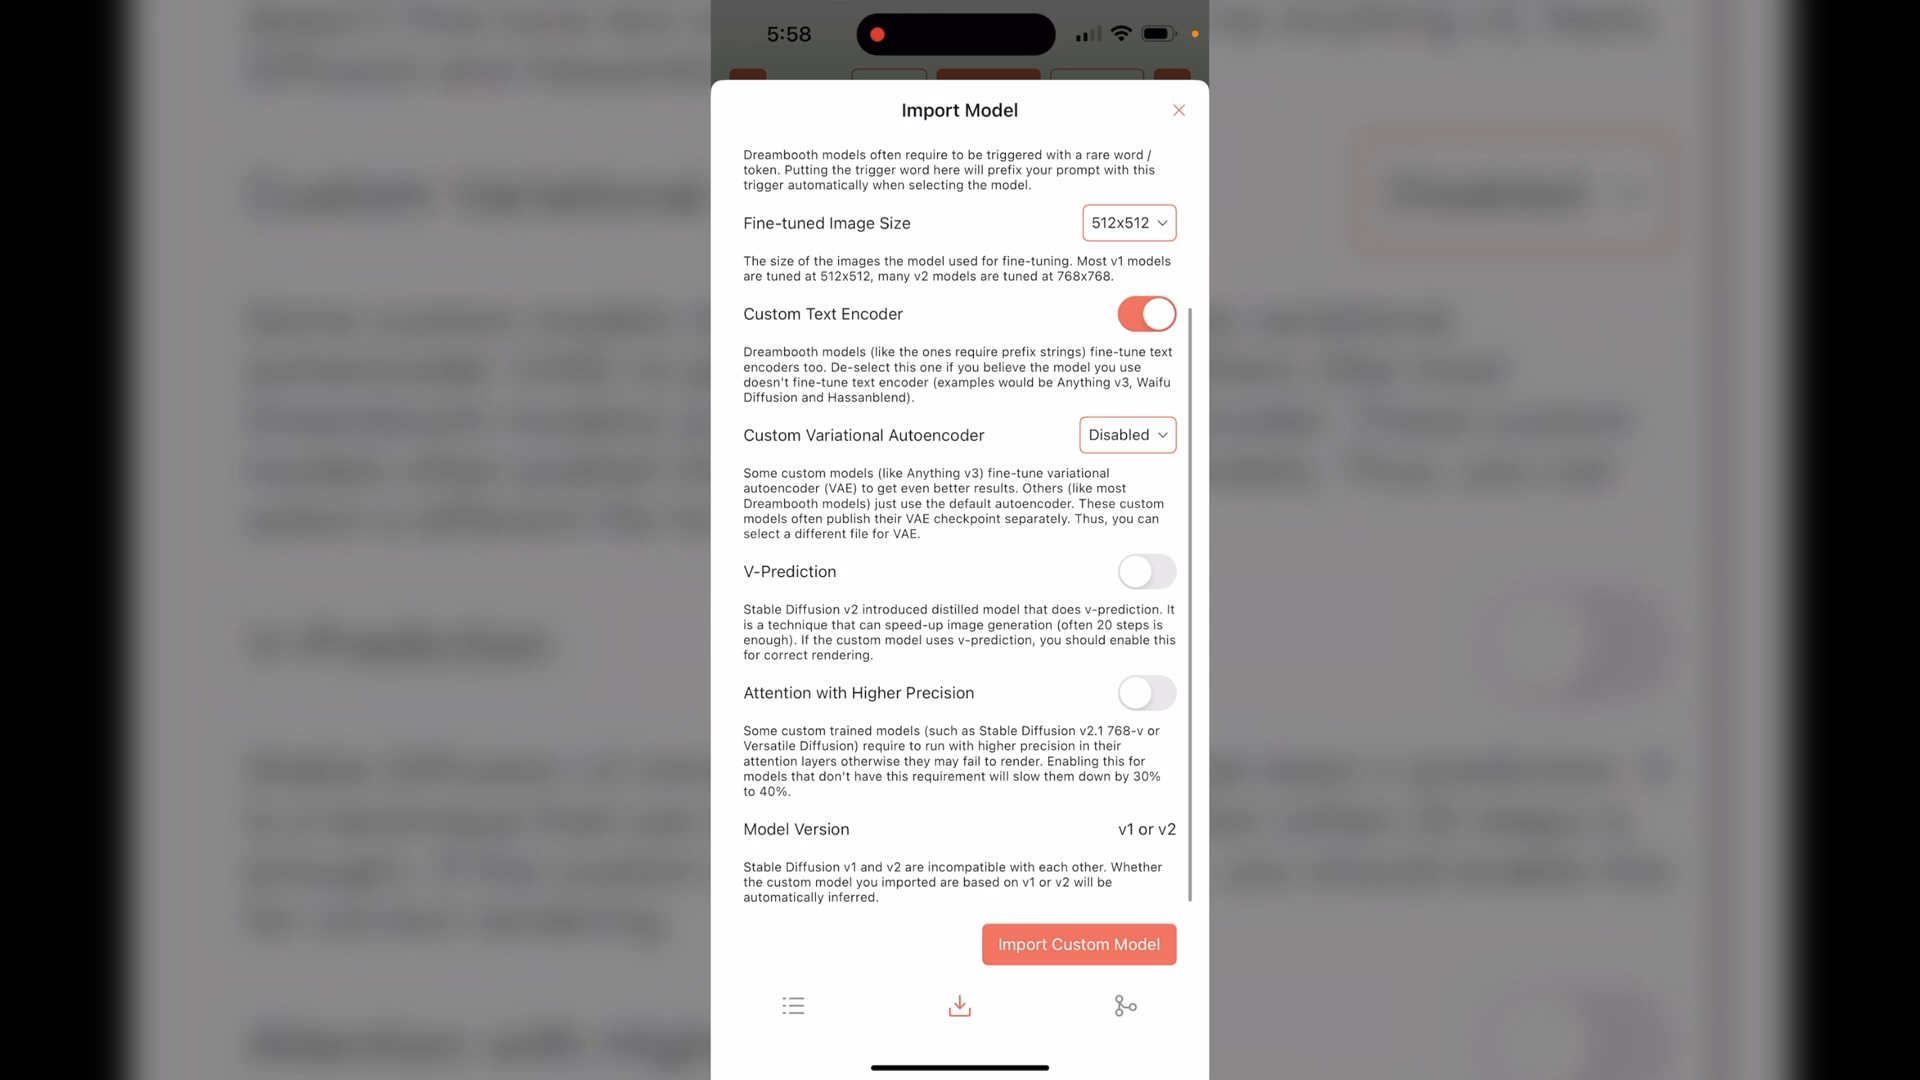 5:58
Import Model
Dreambooth models often require to be triggered with a rare word /
token. Putting the trigger word here will prefix your prompt with this
trigger automatically when selecting the model.
Fine-tuned Image Size
512x512
The size of the images the model used for fine-tuning. Most v1 models
are tuned at 512x512, many v2 models are tuned at 768x768.
Custom Text Encoder
Dreambooth models (like the ones require prefix strings) fine-tune text
encoders too. De-select this one if you believe the model you use
doesn't fine-tune text encoder (examples would be Anything v3, Waifu
Diffusion and Hassanblend).
Custom Variational Autoencoder
Disabled
Some custom models (like Anything v3) fine-tune variational
autoencoder (VAE) to get even better results. Others (like most
Dreambooth models) just use the default autoencoder. These custom
models often publish their VAE checkpoint separately. Thus, you can
select a different file for VAE.
V-Prediction
Stable Diffusion v2 introduced distilled model that does v-prediction. It
is a technique that can speed-up image generation (often 20 steps is
enough). If the custom model uses v-prediction, you should enable this
for correct rendering.
Attention with Higher Precision
Some custom trained models (such as Stable Diffusion v2.1 768-v or
Versatile Diffusion) require to run with higher precision in their
attention layers otherwise they may fail to render. Enabling this for
models that don't have this requirement will slow them down by 30%
to 40%.
Model Version
v1 or v2
Stable Diffusion v1 and v2 are incompatible with each other. Whether
the custom model you imported are based on v1 or v2 will be
automatically inferred.
Import Custom Model